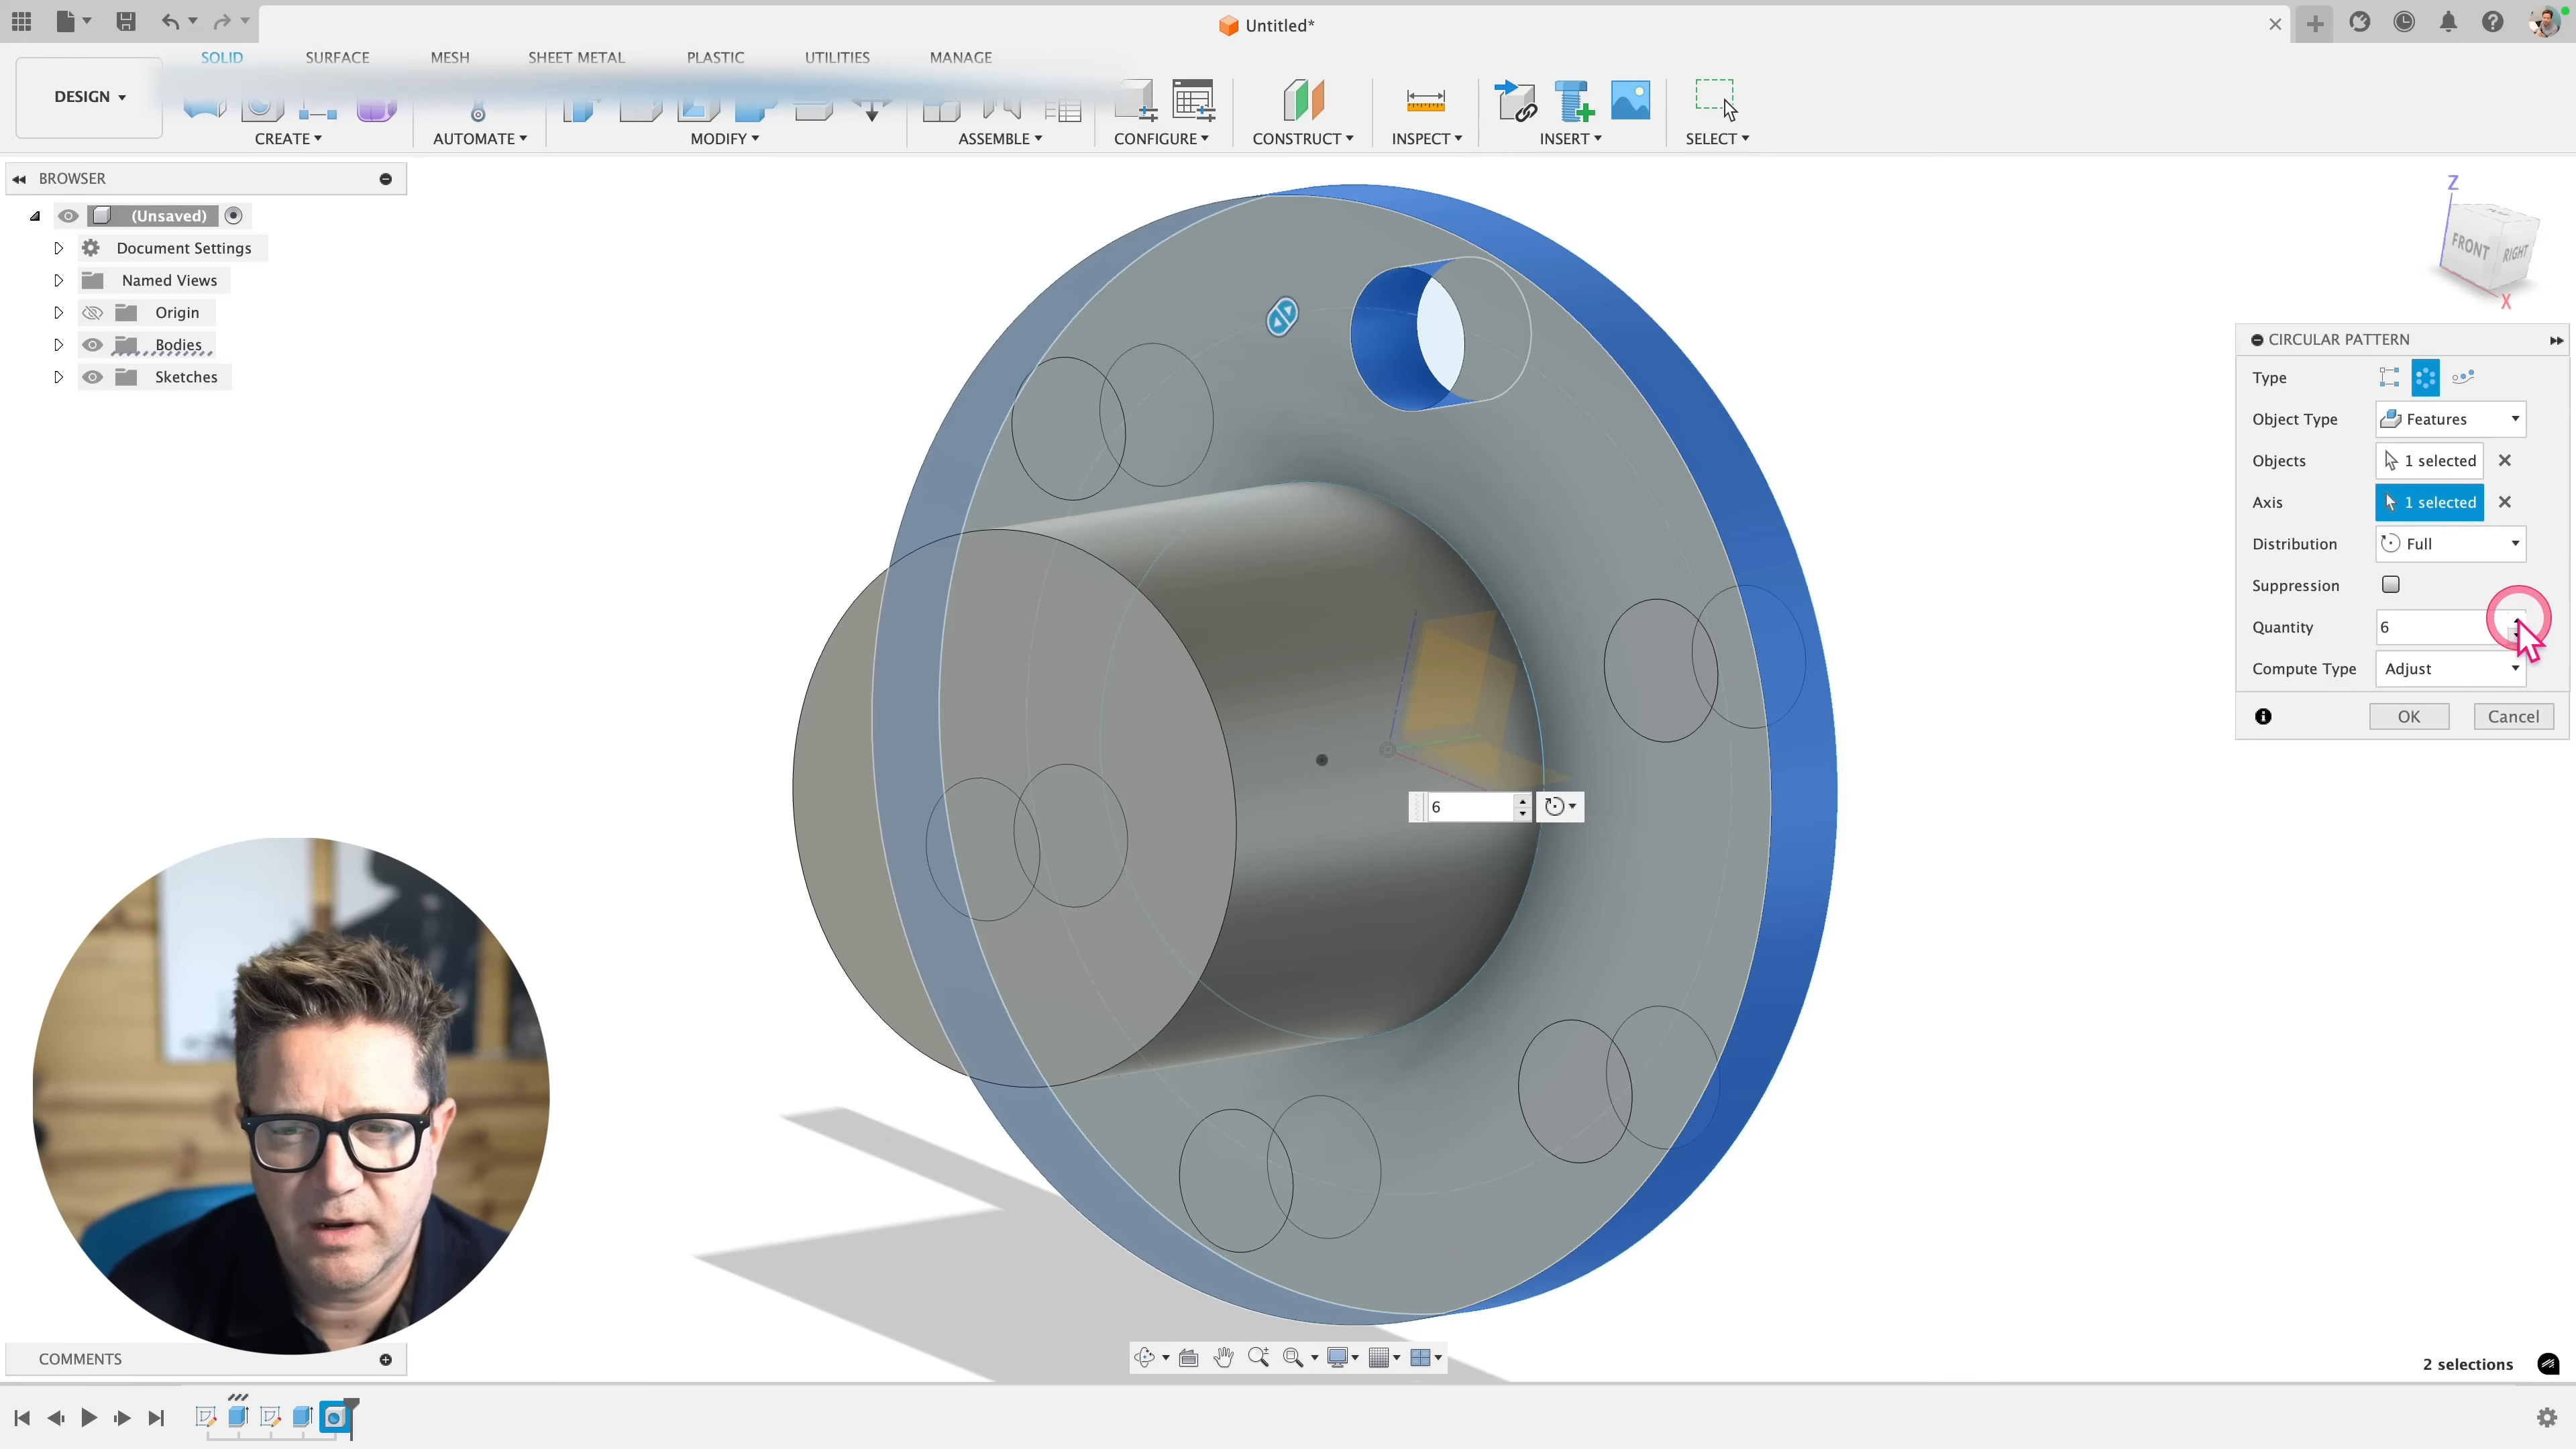 Untitled*
SOLID SURFACE MESH SHEET METAL PLASTIC UTILITIES MANAGE
DESIGN
CREATE AUTOMATE MODIFY ASSEMBLE CONFIGURE CONSTRUCT INSPECT INSERT SELECT
BROWSER
(Unsaved)
Document Settings
Named Views
Origin
Bodies
Sketches
Z
FRONT RIGHT
X
CIRCULAR PATTERN
Type
Object Type Features
Objects 1 selected
Axis 1 selected
Distribution Full
Suppression
Quantity 6
Compute Type Adjust
OK Cancel
6
COMMENTS
2 selections